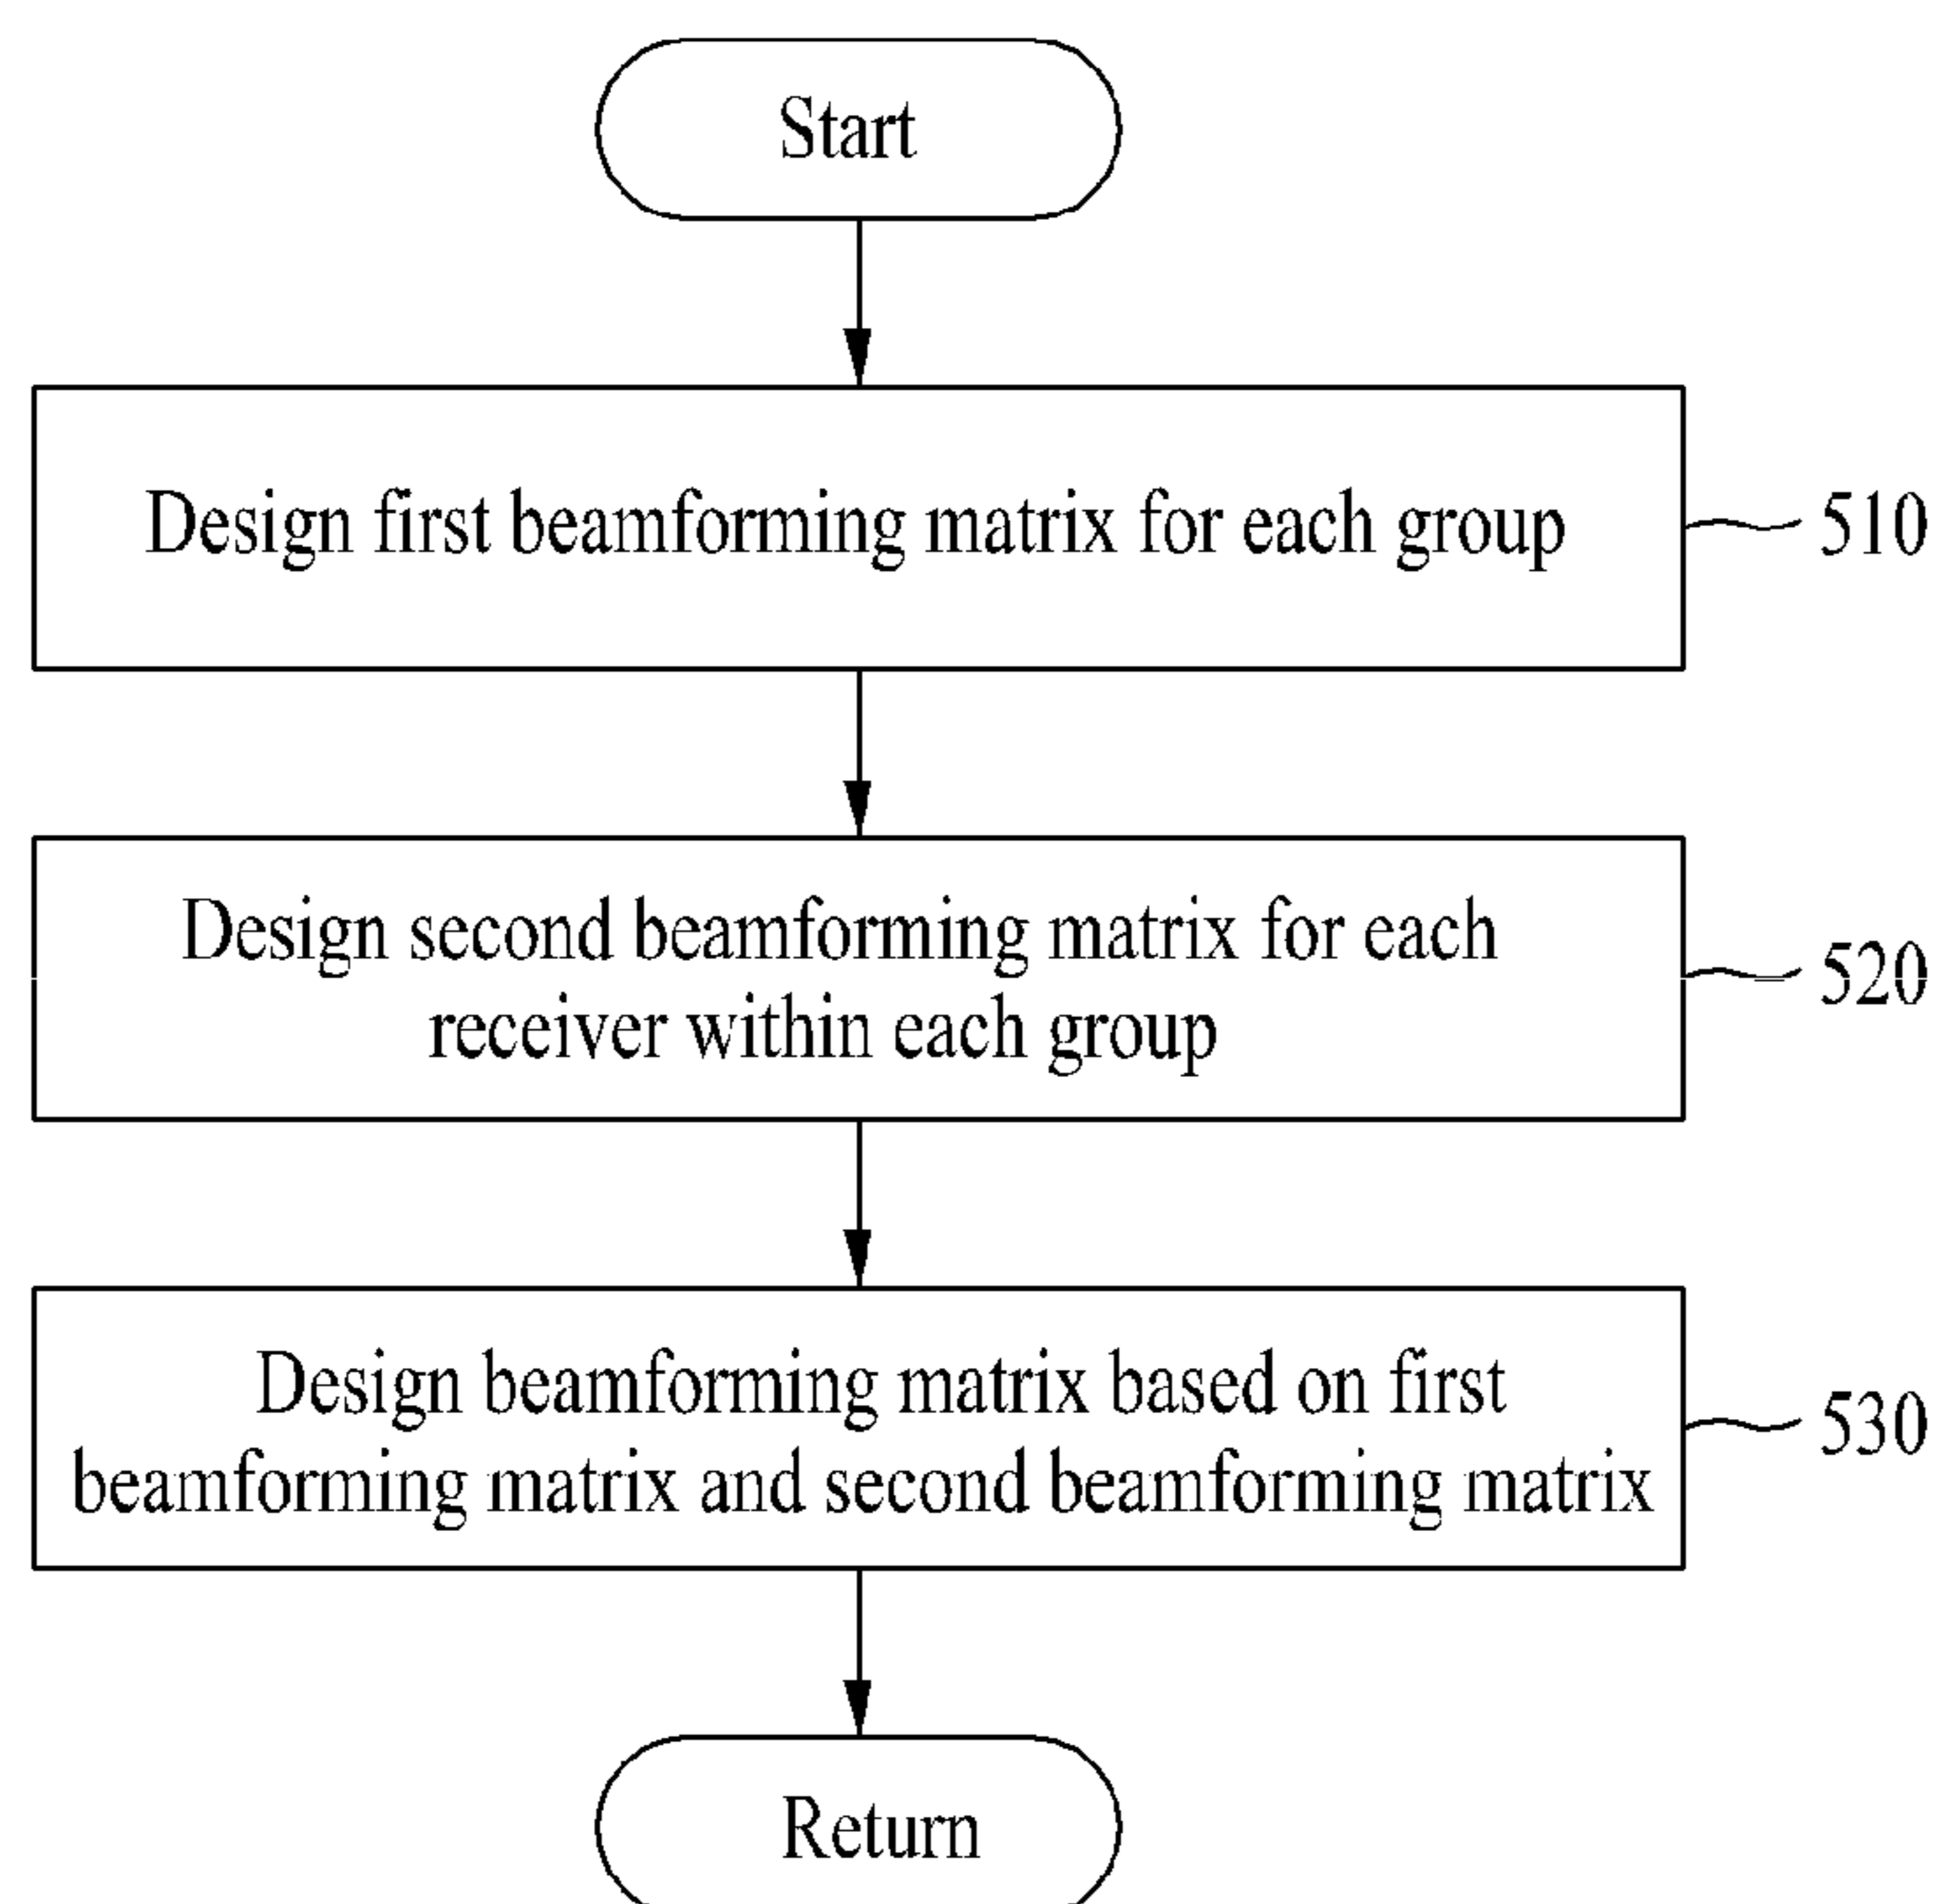 Start
Design first beamforming matrix for each group
510
Design second beamforming matrix for each
receiver within each group
520
Design beamforming matrix based on first
beamforming matrix and second beamforming matrix
530
Return